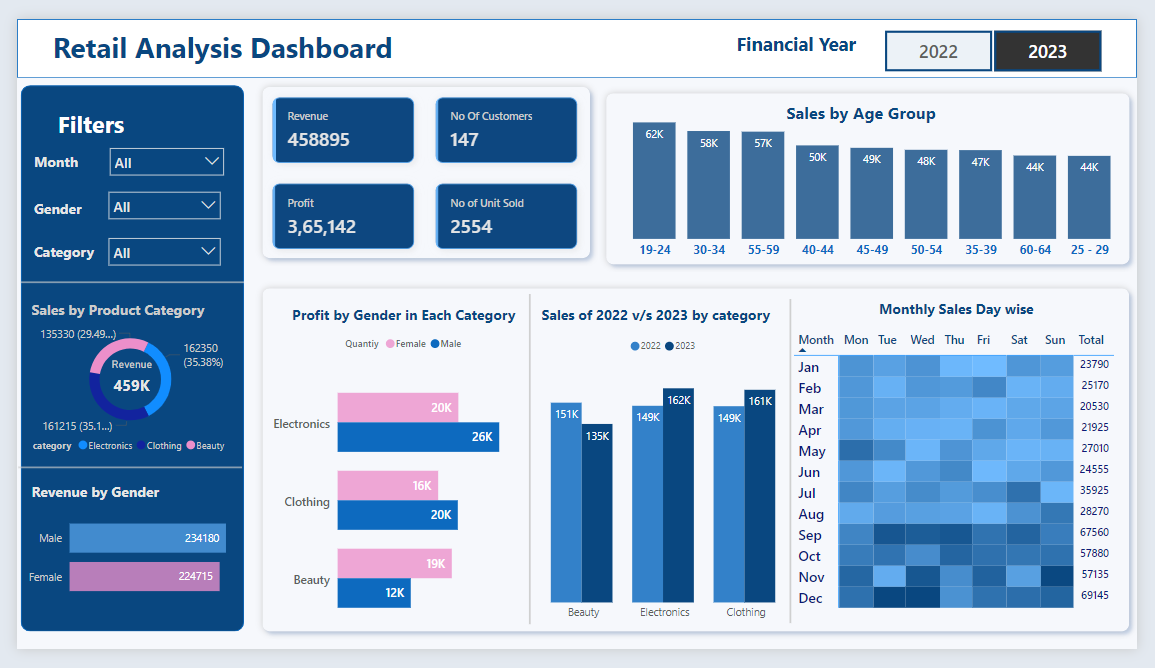 Retail Analysis Dashboard
Financial Year
2022
2023
Filters
Month
All
Gender
All
Category
All
Revenue
458895
No Of Customers
147
Profit
3,65,142
No of Unit Sold
2554
Sales by Age Group
62K
58K
57K
50K
49K
48K
47K
44K
44K
19-24
30-34
55-59
40-44
45-49
50-54
35-39
60-64
25 - 29
Sales by Product Category
135330 (29.49...)
162350
(35.38%)
Revenue
459K
161215 (35.1...)
category
Electronics
Clothing
Beauty
Revenue by Gender
Male
234180
Female
224715
Profit by Gender in Each Category
Quantiy
Female
Male
Electronics
20K
26K
Clothing
16K
20K
Beauty
19K
12K
Sales of 2022 v/s 2023 by category
2022
2023
151K
135K
149K
162K
149K
161K
Beauty
Electronics
Clothing
Monthly Sales Day wise
Month Mon Tue Wed Thu Fri Sat Sun Total
Jan 23790
Feb 25170
Mar 20530
Apr 21925
May 27010
Jun 24555
Jul 35925
Aug 28270
Sep 67560
Oct 57880
Nov 57135
Dec 69145